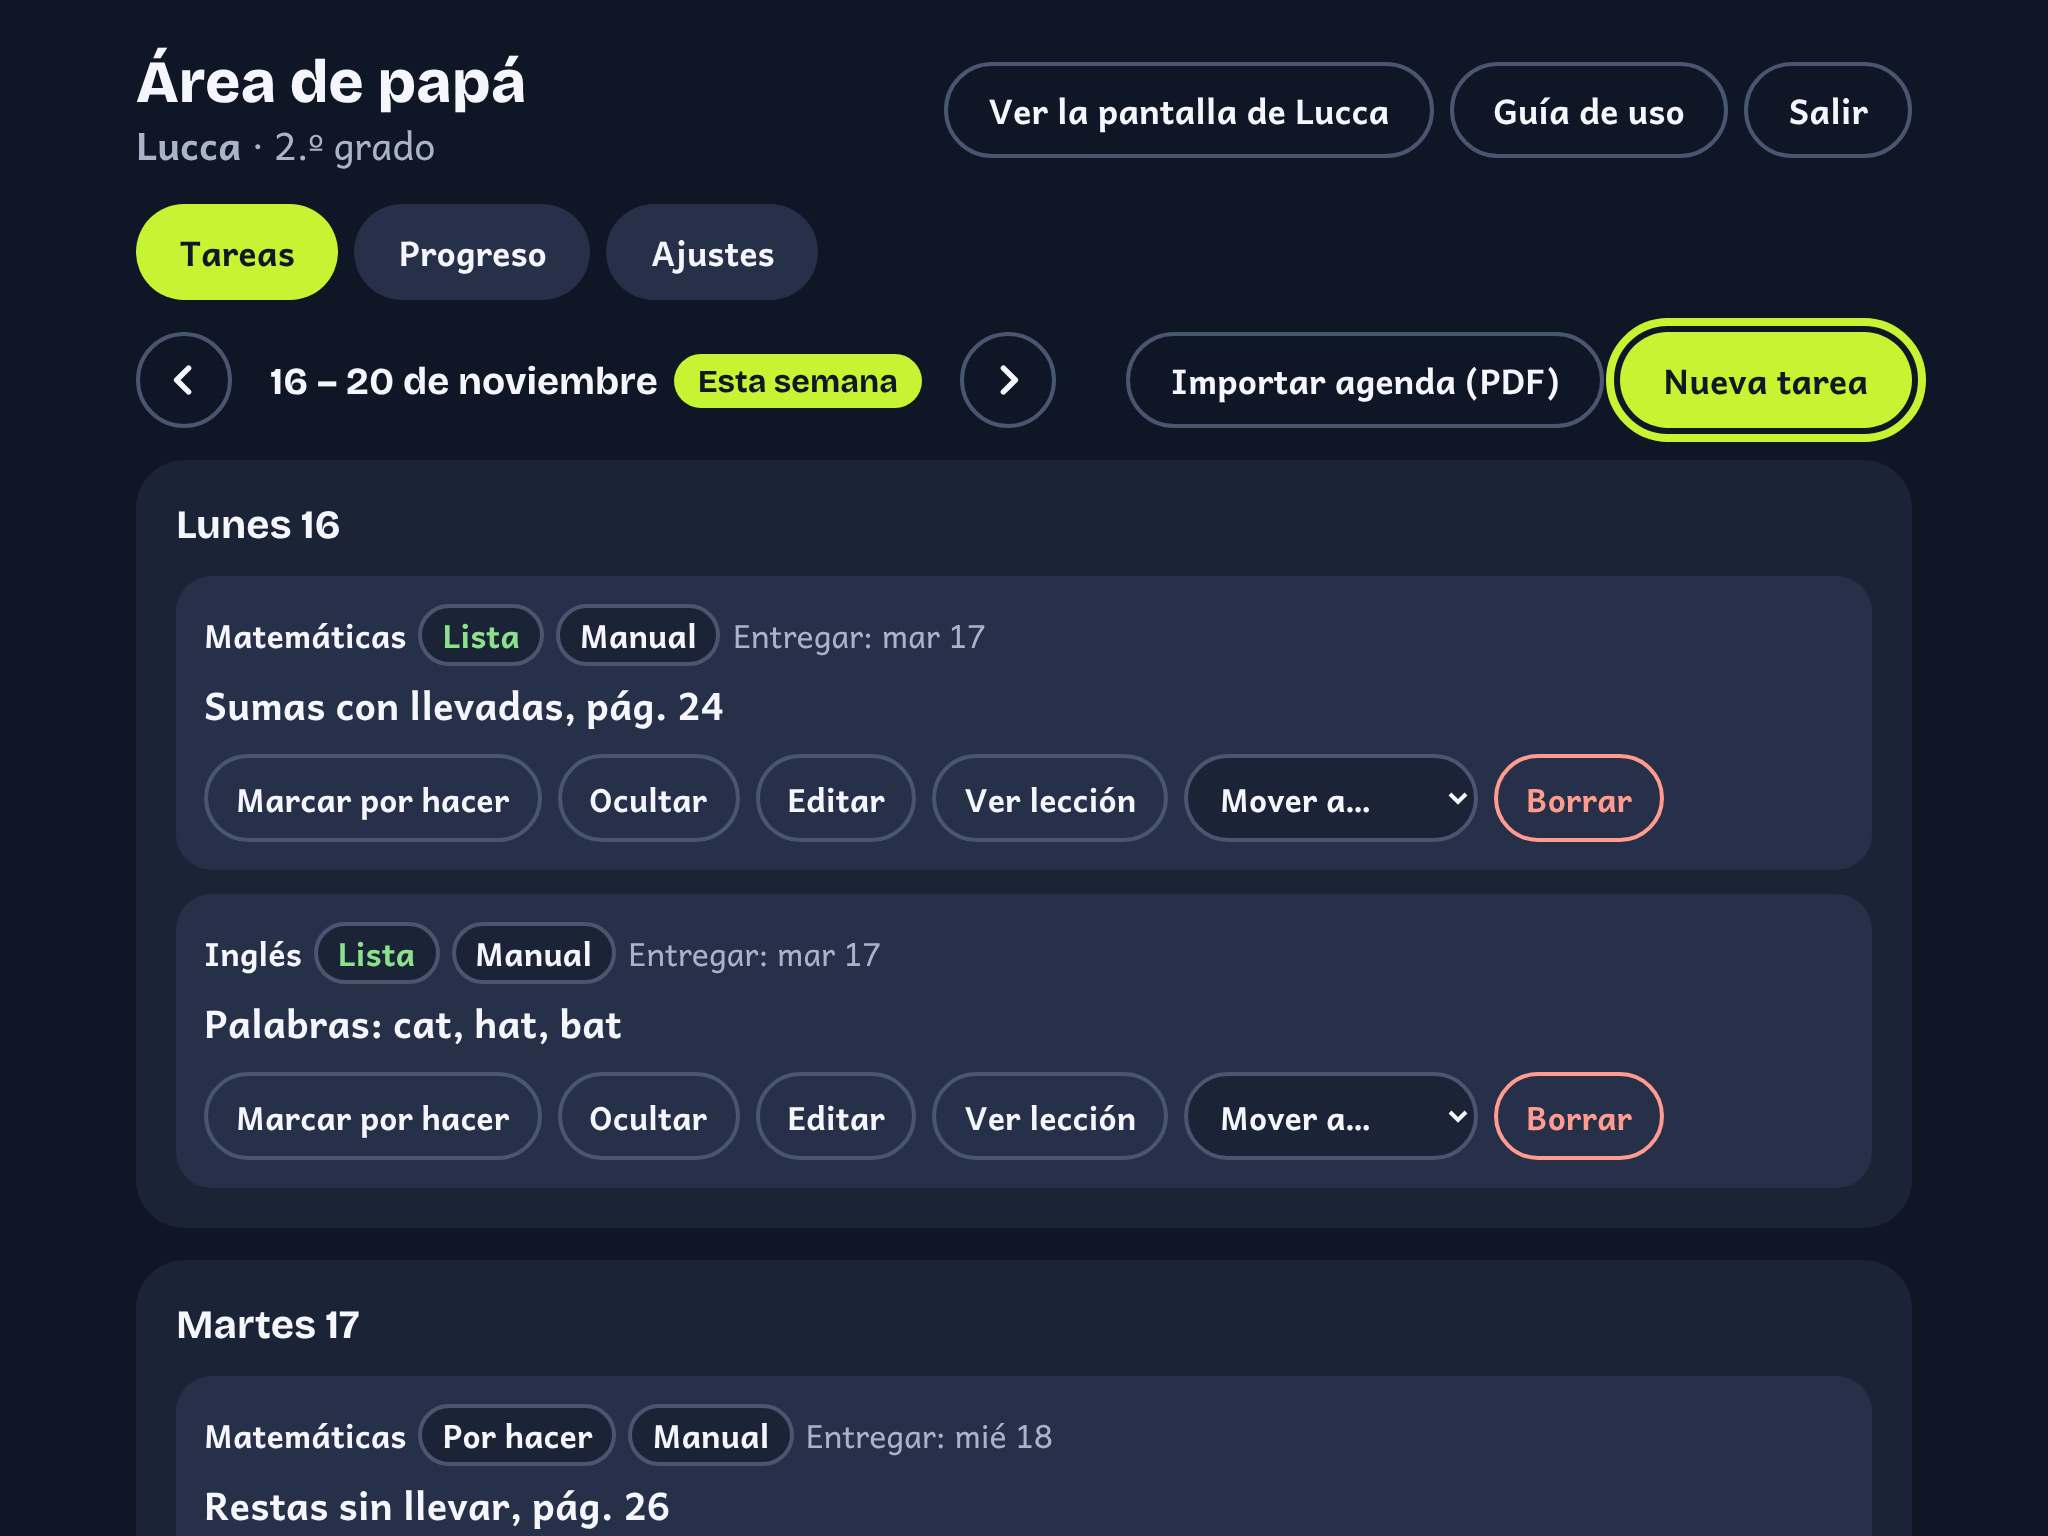 Área de papá
Lucca · 2.º grado
Ver la pantalla de Lucca
Guía de uso
Salir
Tareas
Progreso
Ajustes
16 – 20 de noviembre
Esta semana
Importar agenda (PDF)
Nueva tarea
Lunes 16
Matemáticas Lista Manual Entregar: mar 17
Sumas con llevadas, pág. 24
Marcar por hacer Ocultar Editar Ver lección Mover a... Borrar
Inglés Lista Manual Entregar: mar 17
Palabras: cat, hat, bat
Marcar por hacer Ocultar Editar Ver lección Mover a... Borrar
Martes 17
Matemáticas Por hacer Manual Entregar: mié 18
Restas sin llevar, pág. 26